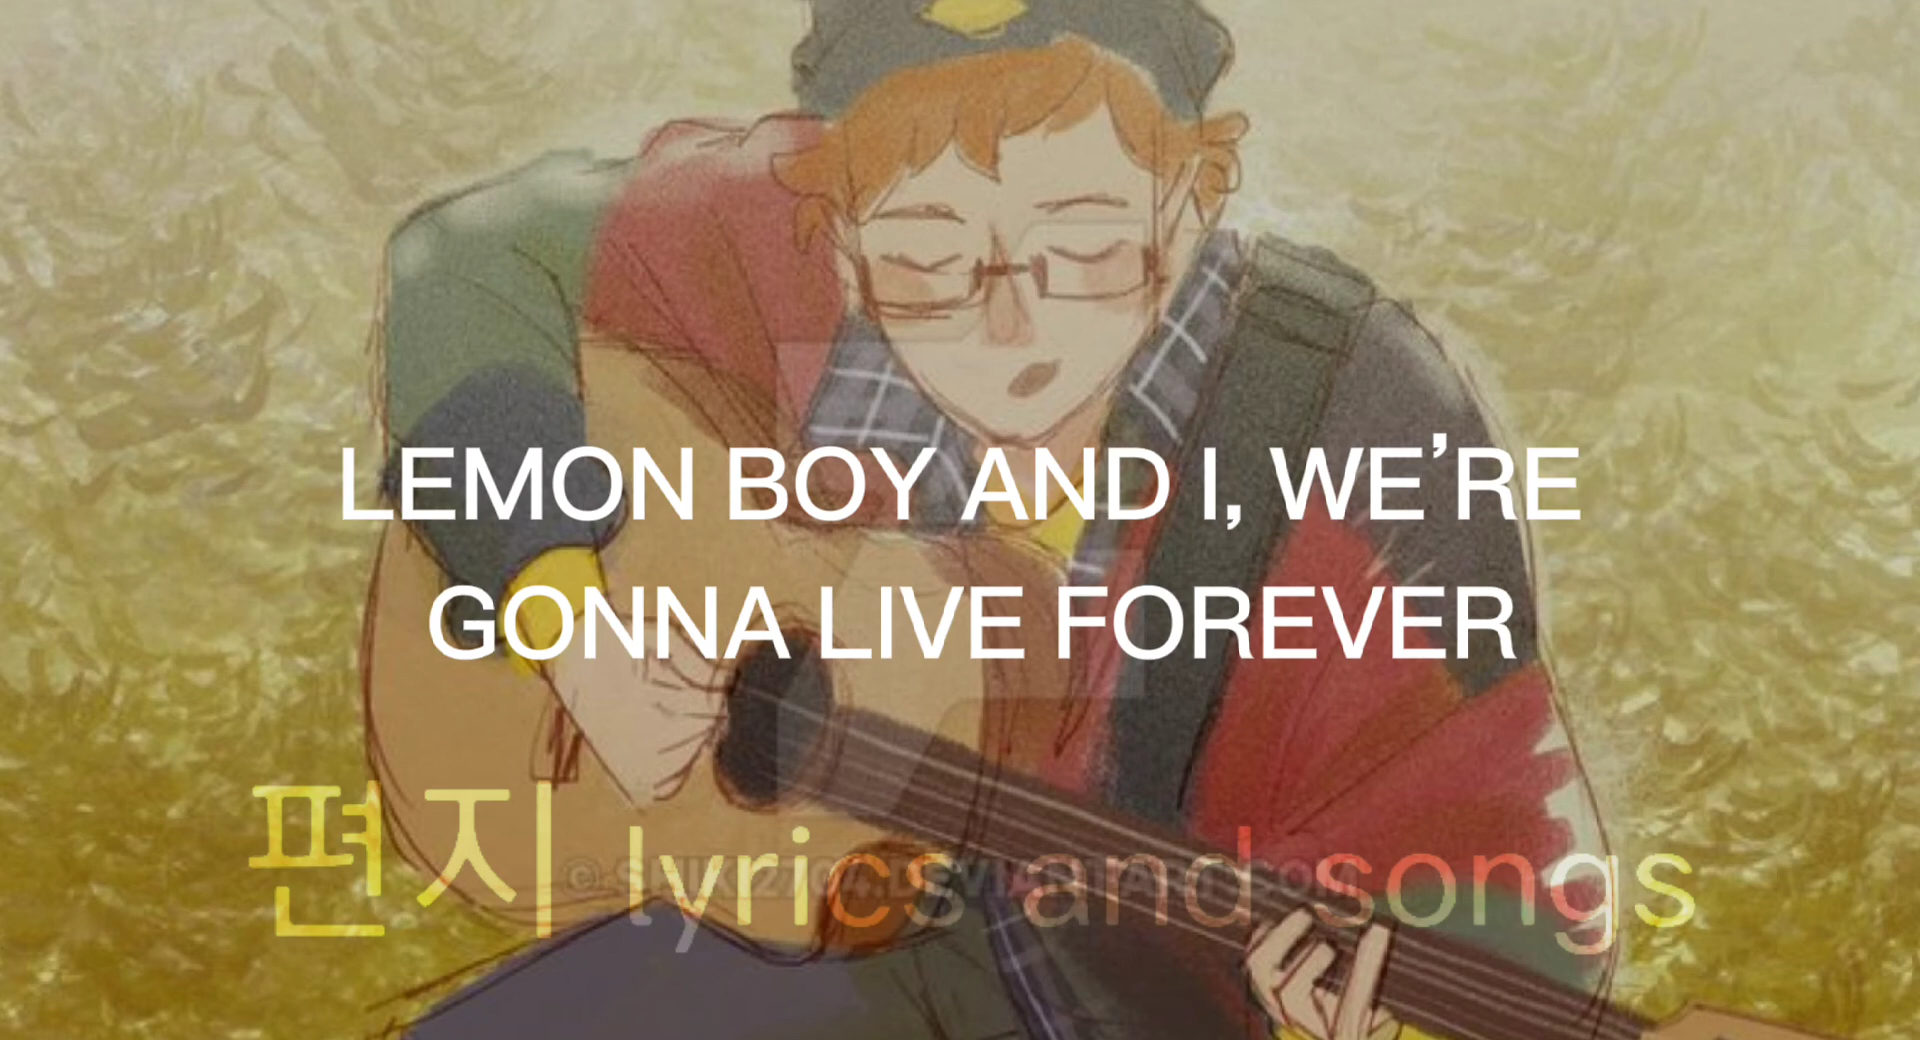 LEMON BOY AND I, WE’RE
GONNA LIVE FOREVER
편지 lyrics and songs